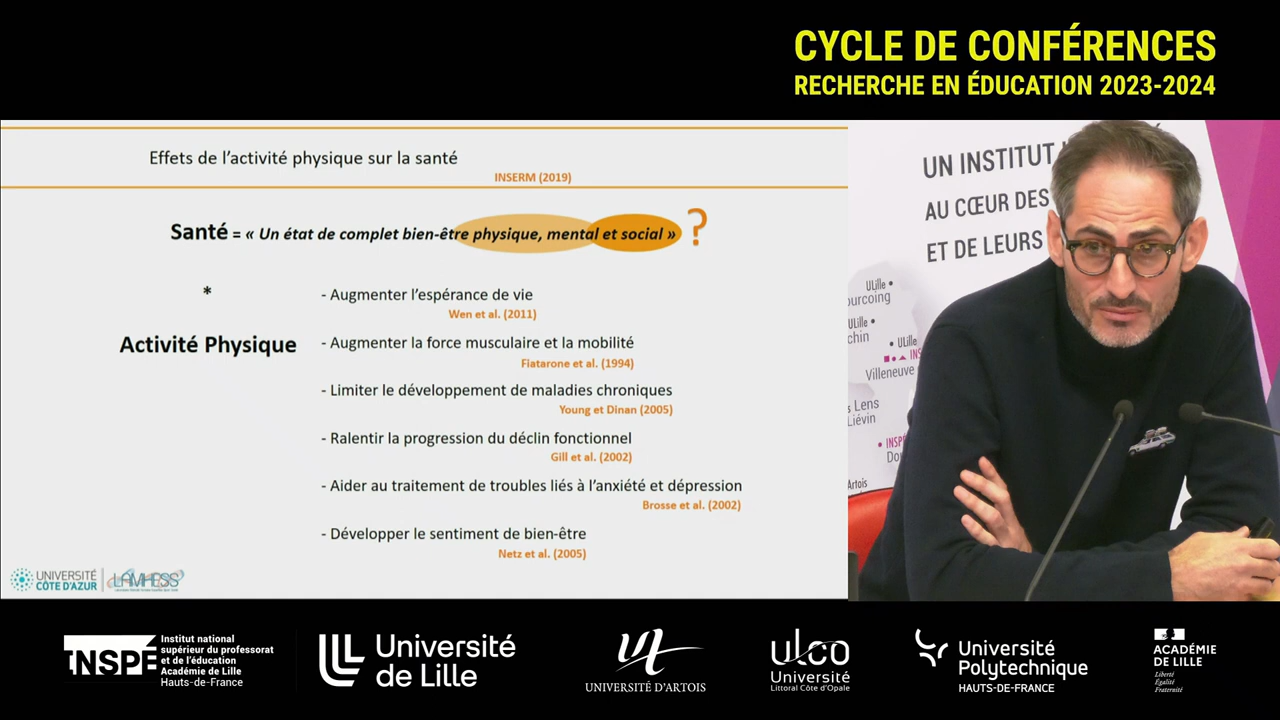 CYCLE DE CONFÉRENCES
RECHERCHE EN ÉDUCATION 2023-2024
Effets de l'activité physique sur la santé
INSERM (2019)
Santé = « Un état de complet bien-être physique, mental et social » ?
*
- Augmenter l'espérance de vie
Wen et al. (2011)
Activité Physique
- Augmenter la force musculaire et la mobilité
Fiatarone et al. (1994)
- Limiter le développement de maladies chroniques
Young et Dinan (2005)
- Ralentir la progression du déclin fonctionnel
Gill et al. (2002)
- Aider au traitement de troubles liés à l'anxiété et dépression
Brosse et al. (2002)
- Développer le sentiment de bien-être
Netz et al. (2005)
UNIVERSITÉ
CÔTE D'AZUR
LAMHESS
UN INSTITUT
AU CŒUR DES
ET DE LEURS
ULille
ourcoing
ULille
chin
ULille
INS
Villeneuve
Lens
Liévin
INSPÉ
Artois
INSPÉ
Institut national
supérieur du professorat
et de l'éducation
Académie de Lille
Hauts-de-France
Université
de Lille
UNIVERSITÉ D'ARTOIS
ulco
Université
Littoral Côte d'Opale
Université
Polytechnique
HAUTS-DE-FRANCE
ACADÉMIE
DE LILLE
Liberté
Égalité
Fraternité